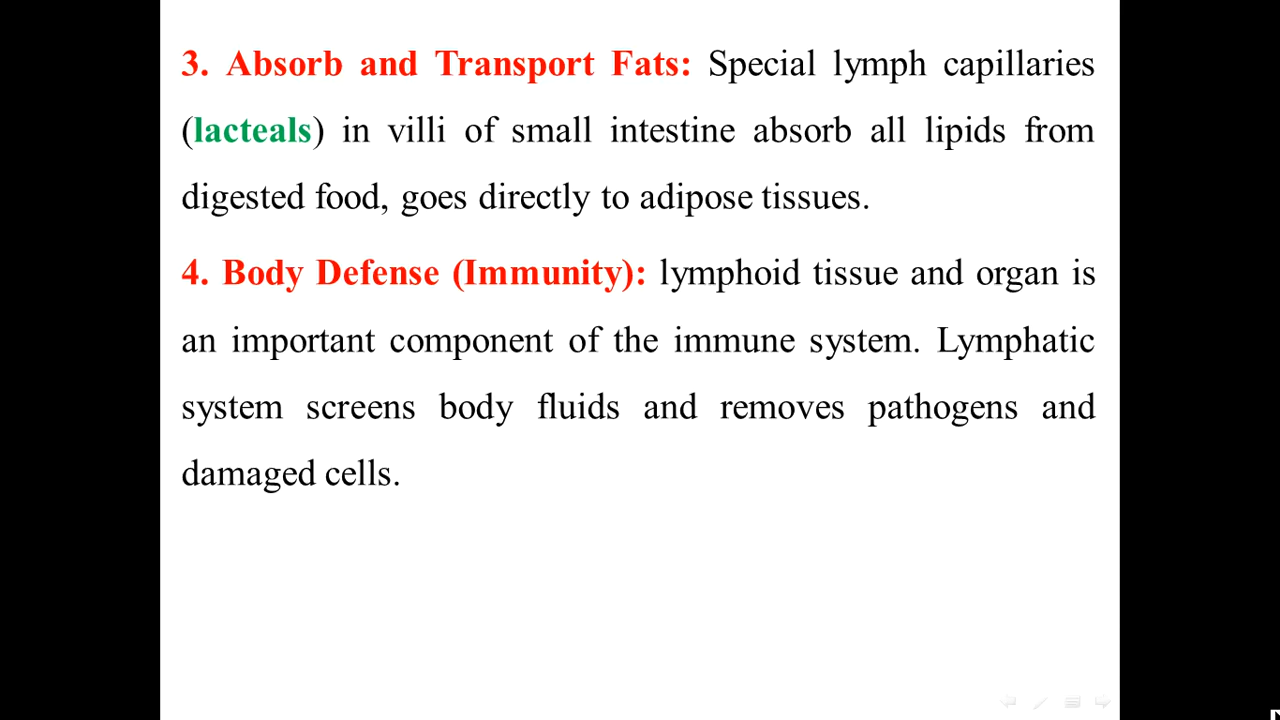 3. Absorb and Transport Fats: Special lymph capillaries
(lacteals) in villi of small intestine absorb all lipids from
digested food, goes directly to adipose tissues.
4. Body Defense (Immunity): lymphoid tissue and organ is
an important component of the immune system. Lymphatic
system screens body fluids and removes pathogens and
damaged cells.